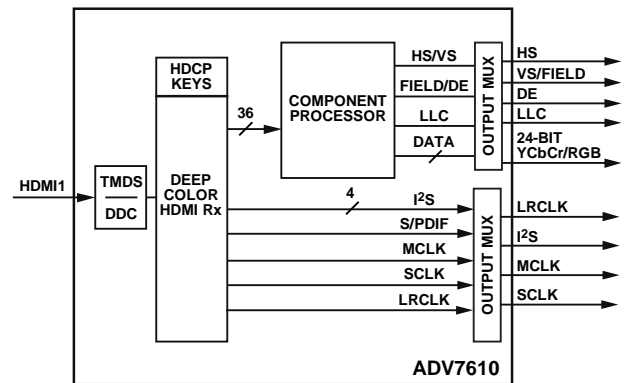 HDMI1
TMDS
DDC
HDCP
KEYS
DEEP
COLOR
HDMI Rx
36
COMPONENT
PROCESSOR
HS/VS
FIELD/DE
LLC
DATA
OUTPUT MUX
HS
VS/FIELD
DE
LLC
24-BIT
YCbCr/RGB
4
I2S
S/PDIF
MCLK
SCLK
LRCLK
OUTPUT MUX
LRCLK
I2S
MCLK
SCLK
ADV7610